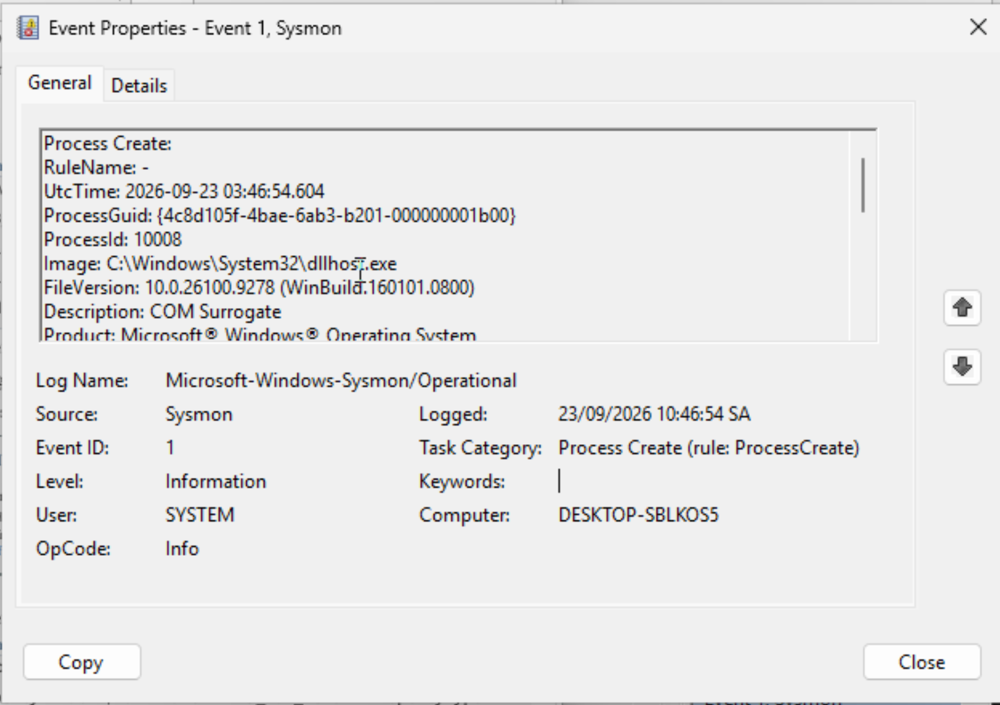 Event Properties - Event 1, Sysmon
General
Details
Process Create:
RuleName: -
UtcTime: 2026-09-23 03:46:54.604
ProcessGuid: {4c8d105f-4bae-6ab3-b201-000000001b00}
ProcessId: 10008
Image: C:\Windows\System32\dllhost.exe
FileVersion: 10.0.26100.9278 (WinBuild.160101.0800)
Description: COM Surrogate
Product: Microsoft® Windows® Operating System
Log Name: Microsoft-Windows-Sysmon/Operational
Source: Sysmon Logged: 23/09/2026 10:46:54 SA
Event ID: 1 Task Category: Process Create (rule: ProcessCreate)
Level: Information Keywords:
User: SYSTEM Computer: DESKTOP-SBLKOS5
OpCode: Info
Copy
Close